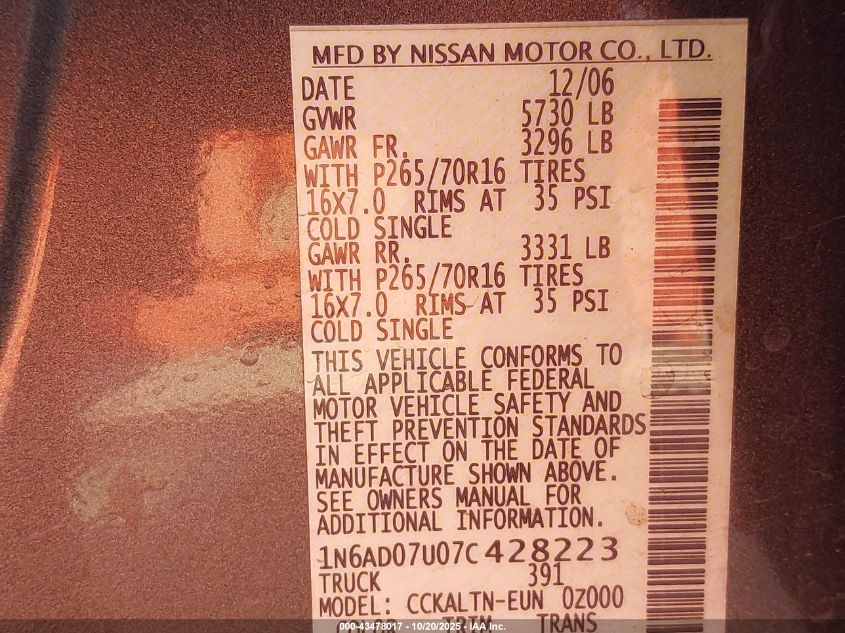 MFD BY NISSAN MOTOR CO., LTD.
DATE 12/06
GVWR 5730 LB
GAWR FR. 3296 LB
WITH P265/70R16 TIRES
16X7.0 RIMS AT 35 PSI
COLD SINGLE
GAWR RR. 3331 LB
WITH P265/70R16 TIRES
16X7.0 RIMS AT 35 PSI
COLD SINGLE
THIS VEHICLE CONFORMS TO
ALL APPLICABLE FEDERAL
MOTOR VEHICLE SAFETY AND
THEFT PREVENTION STANDARDS
IN EFFECT ON THE DATE OF
MANUFACTURE SHOWN ABOVE.
SEE OWNERS MANUAL FOR
ADDITIONAL INFORMATION.
1N6AD07U07C428223
TRUCK 391
MODEL: CCKALTN-EUN 0Z000
TRANS
000-43478017 - 10/20/2025 - IAA Inc.